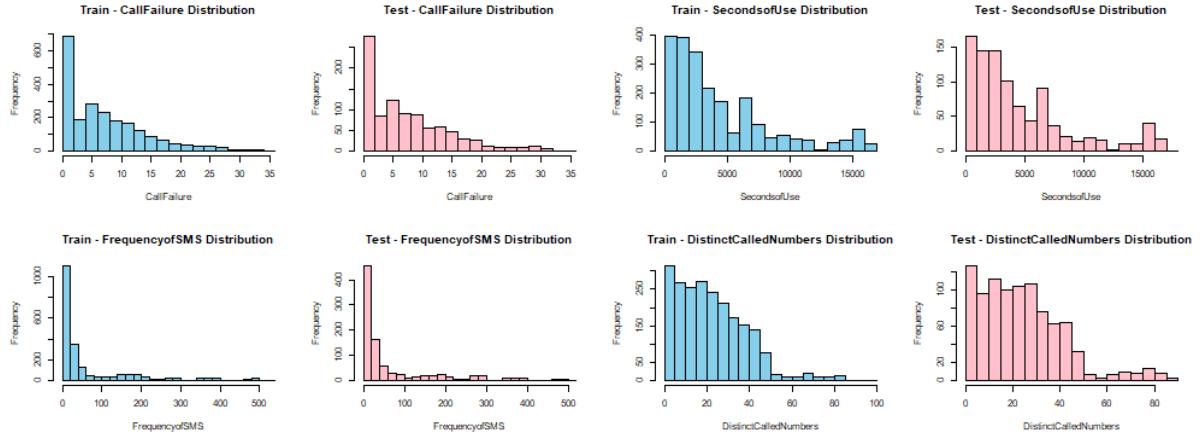 Train - CallFailure Distribution
Frequency
0 200 400 600
0 5 10 15 20 25 30 35
CallFailure
Test - CallFailure Distribution
Frequency
0 50 100 200
0 5 10 15 20 25 30 35
CallFailure
Train - SecondsofUse Distribution
Frequency
0 100 200 300 400
0 5000 10000 15000
SecondsofUse
Test - SecondsofUse Distribution
Frequency
0 50 100 150
0 5000 10000 15000
SecondsofUse
Train - FrequencyofSMS Distribution
Frequency
0 200 600 1000
0 100 200 300 400 500
FrequencyofSMS
Test - FrequencyofSMS Distribution
Frequency
0 100 200 300 400
0 100 200 300 400 500
FrequencyofSMS
Train - DistinctCalledNumbers Distribution
Frequency
0 50 150 250
0 20 40 60 80 100
DistinctCalledNumbers
Test - DistinctCalledNumbers Distribution
Frequency
0 20 60 100
0 20 40 60 80
DistinctCalledNumbers